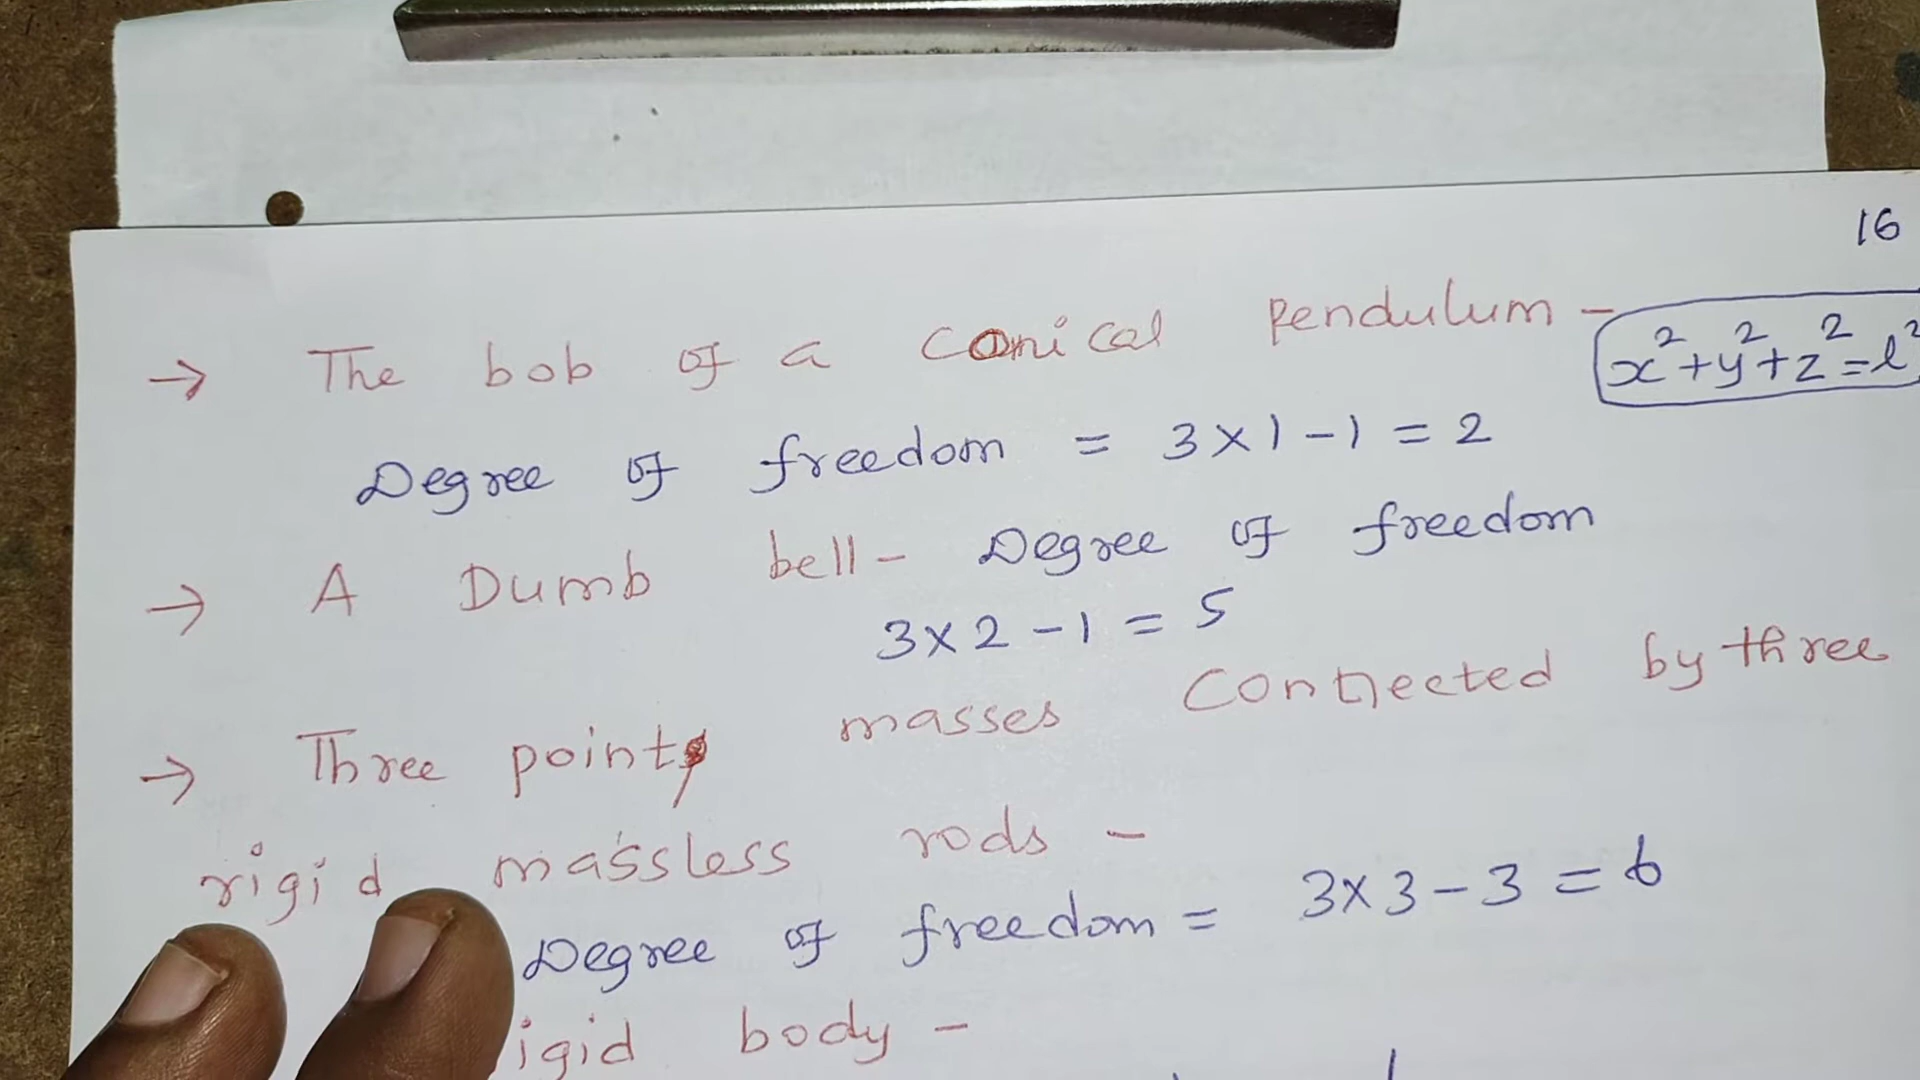 16
→ The bob of a conical pendulum - x²+y²+z²=l²
Degree of freedom = 3×1-1=2
→ A Dumb bell- Degree of freedom
3×2-1=5
→ Three point masses connected by three
rigid massless rods -
Degree of freedom = 3×3-3=6
igid body -